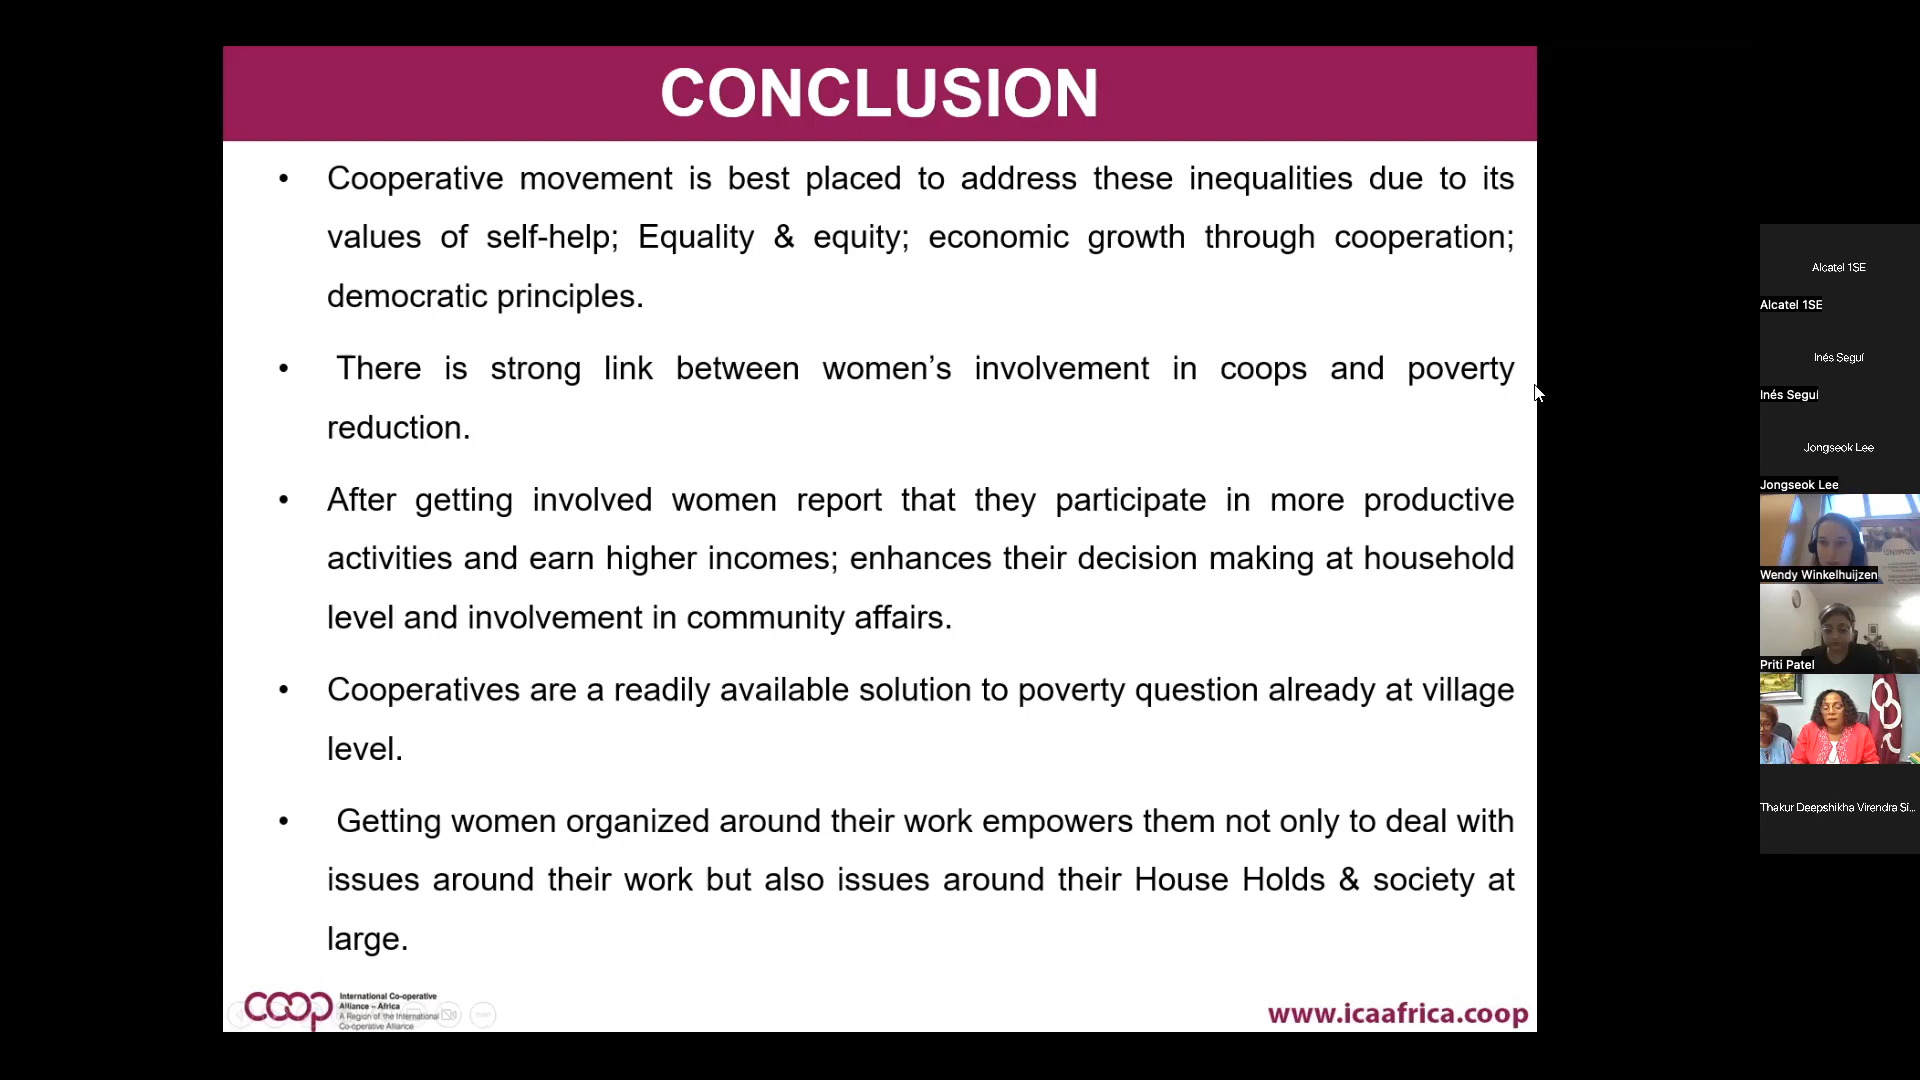 CONCLUSION
• Cooperative movement is best placed to address these inequalities due to its
values of self-help; Equality & equity; economic growth through cooperation;
democratic principles.
• There is strong link between women’s involvement in coops and poverty
reduction.
• After getting involved women report that they participate in more productive
activities and earn higher incomes; enhances their decision making at household
level and involvement in community affairs.
• Cooperatives are a readily available solution to poverty question already at village
level.
• Getting women organized around their work empowers them not only to deal with
issues around their work but also issues around their House Holds & society at
large.
coop
International Co-operative
Alliance – Africa
A Region of the International
Co-operative Alliance
www.icaafrica.coop
Alcatel 1SE
Alcatel 1SE
Inés Seguí
Inés Seguí
Jongseok Lee
Jongseok Lee
UNIMOS
Wendy Winkelhuijzen
Priti Patel
Thakur Deepshikha Virendra Si...